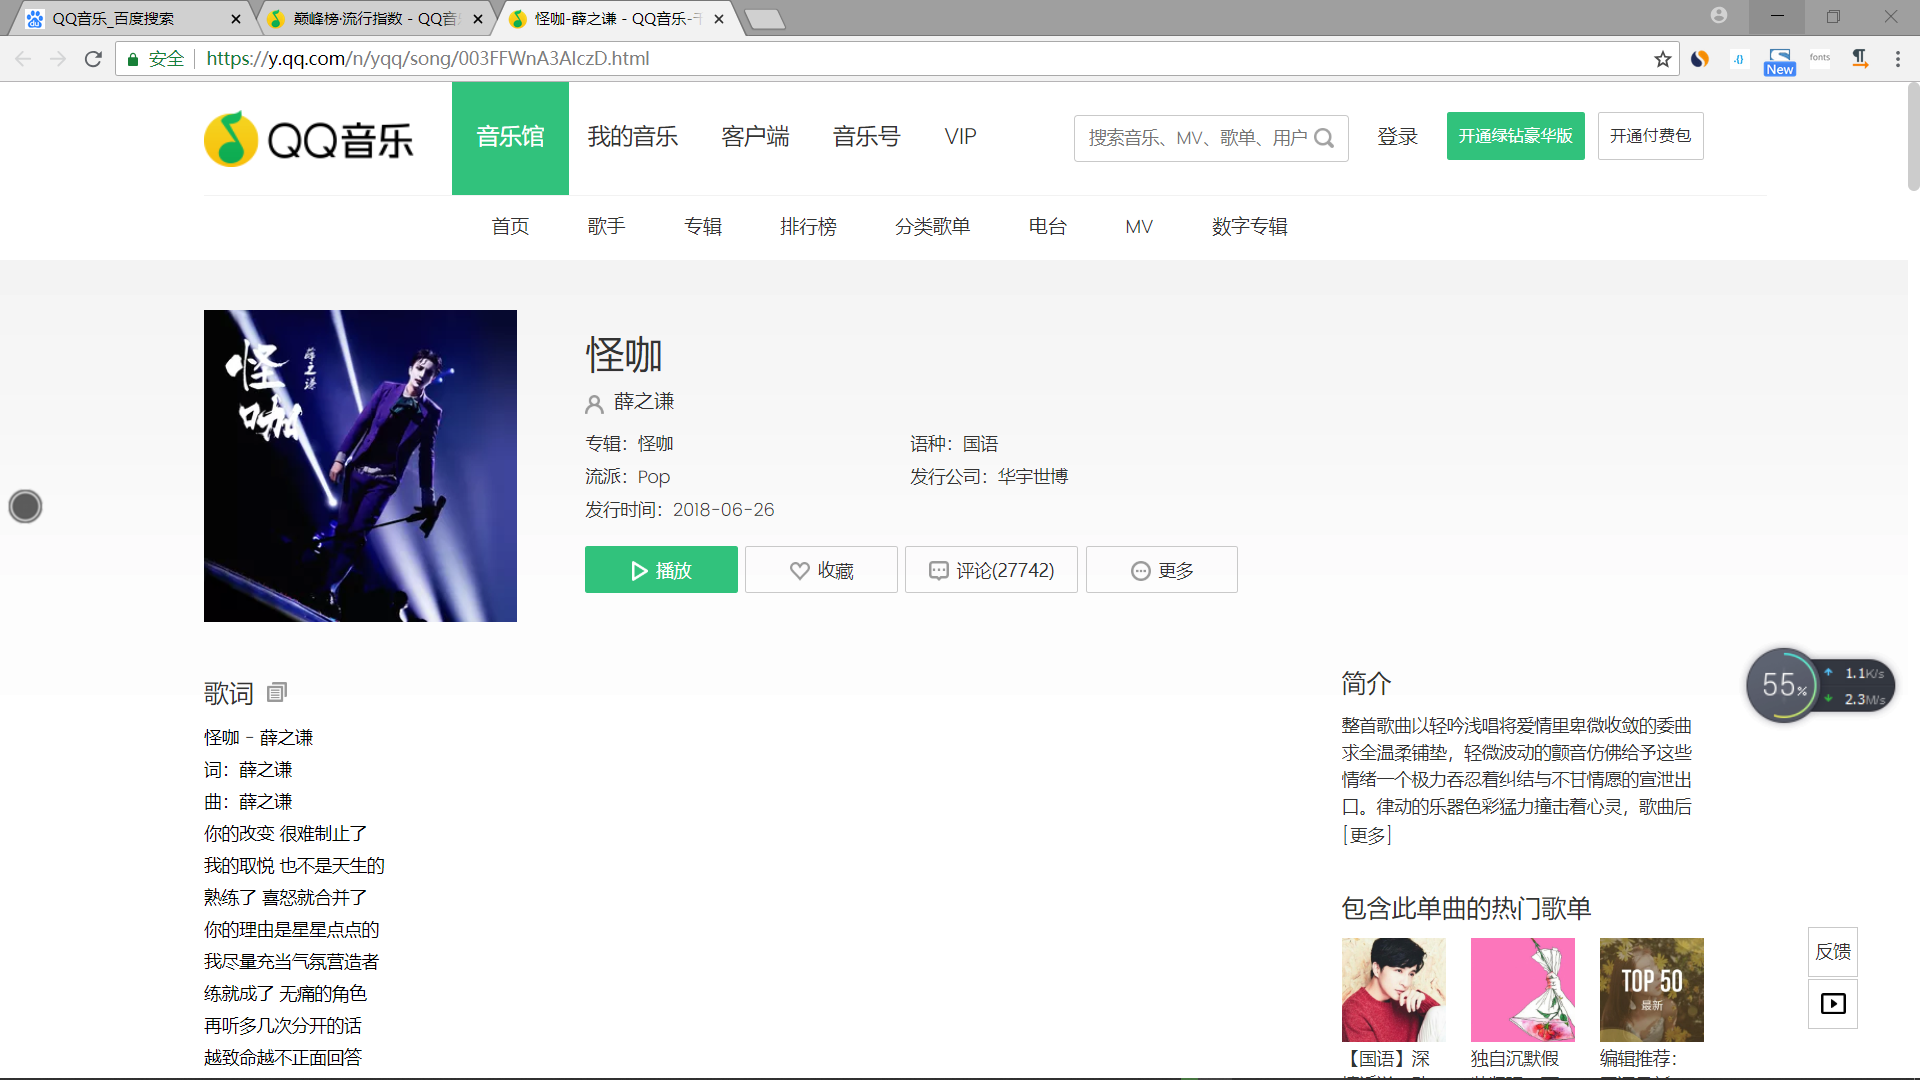 QQ音乐_百度搜索
巅峰榜·流行指数 - QQ音
怪咖-薛之谦 - QQ音乐-千
安全
https://y.qq.com/n/yqq/song/003FFWnA3AIczD.html
New
fonts
QQ音乐
音乐馆
我的音乐
客户端
音乐号
VIP
搜索音乐、MV、歌单、用户
登录
开通绿钻豪华版
开通付费包
首页
歌手
专辑
排行榜
分类歌单
电台
MV
数字专辑
怪咖
薛之谦
怪咖
薛之谦
专辑：怪咖
语种：国语
流派：Pop
发行公司：华宇世博
发行时间：2018-06-26
播放
收藏
评论(27742)
更多
歌词
怪咖 - 薛之谦
词：薛之谦
曲：薛之谦
你的改变 很难制止了
我的取悦 也不是天生的
熟练了 喜怒就合并了
你的理由是星星点点的
我尽量充当气氛营造者
练就成了 无痛的角色
再听多几次分开的话
越致命越不正面回答
简介
整首歌曲以轻吟浅唱将爱情里卑微收敛的委曲
求全温柔铺垫，轻微波动的颤音仿佛给予这些
情绪一个极力吞忍着纠结与不甘情愿的宣泄出
口。律动的乐器色彩猛力撞击着心灵，歌曲后
[更多]
55%
1.1K/s
2.3M/s
包含此单曲的热门歌单
TOP 50
最新
【国语】深
独自沉默假
编辑推荐：
反馈